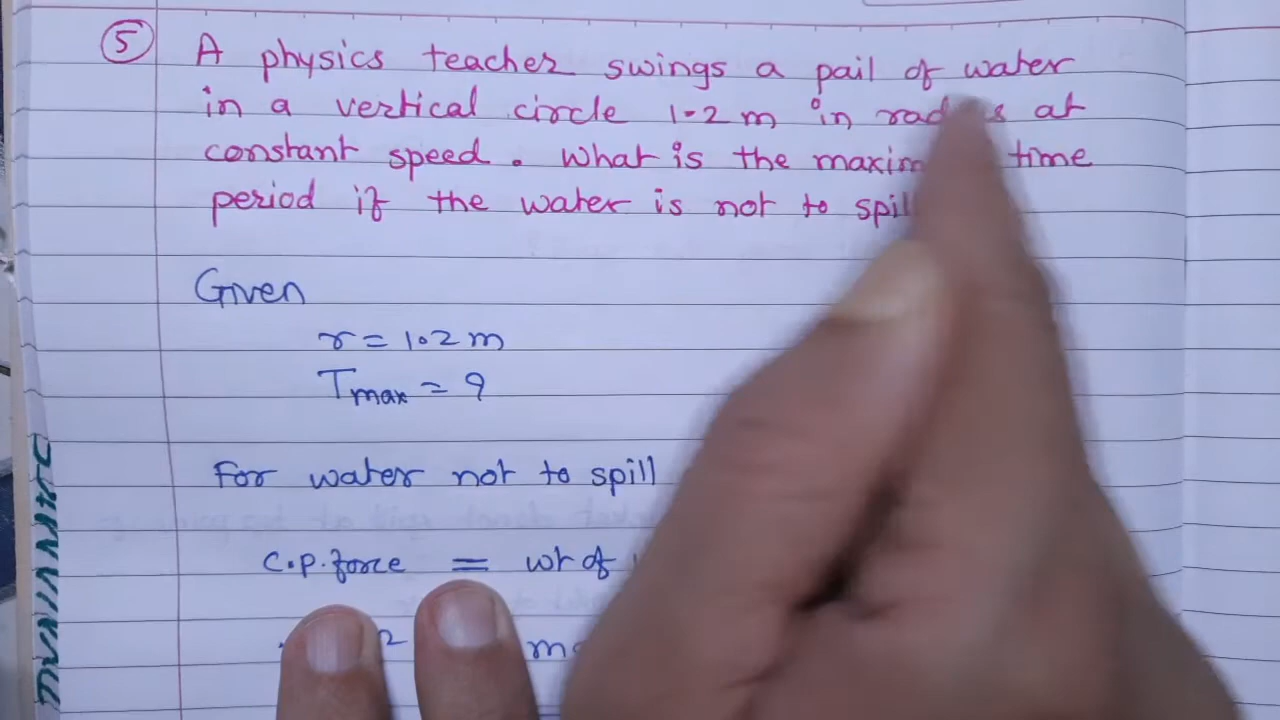 5 A physics teacher swings a pail of water
in a vertical circle 1.2 m in radius at
constant speed. What is the time
period if the water is not to
Given
r = 1.2 m
Tmax = ?
For water not to spill
C.p. force = wt of